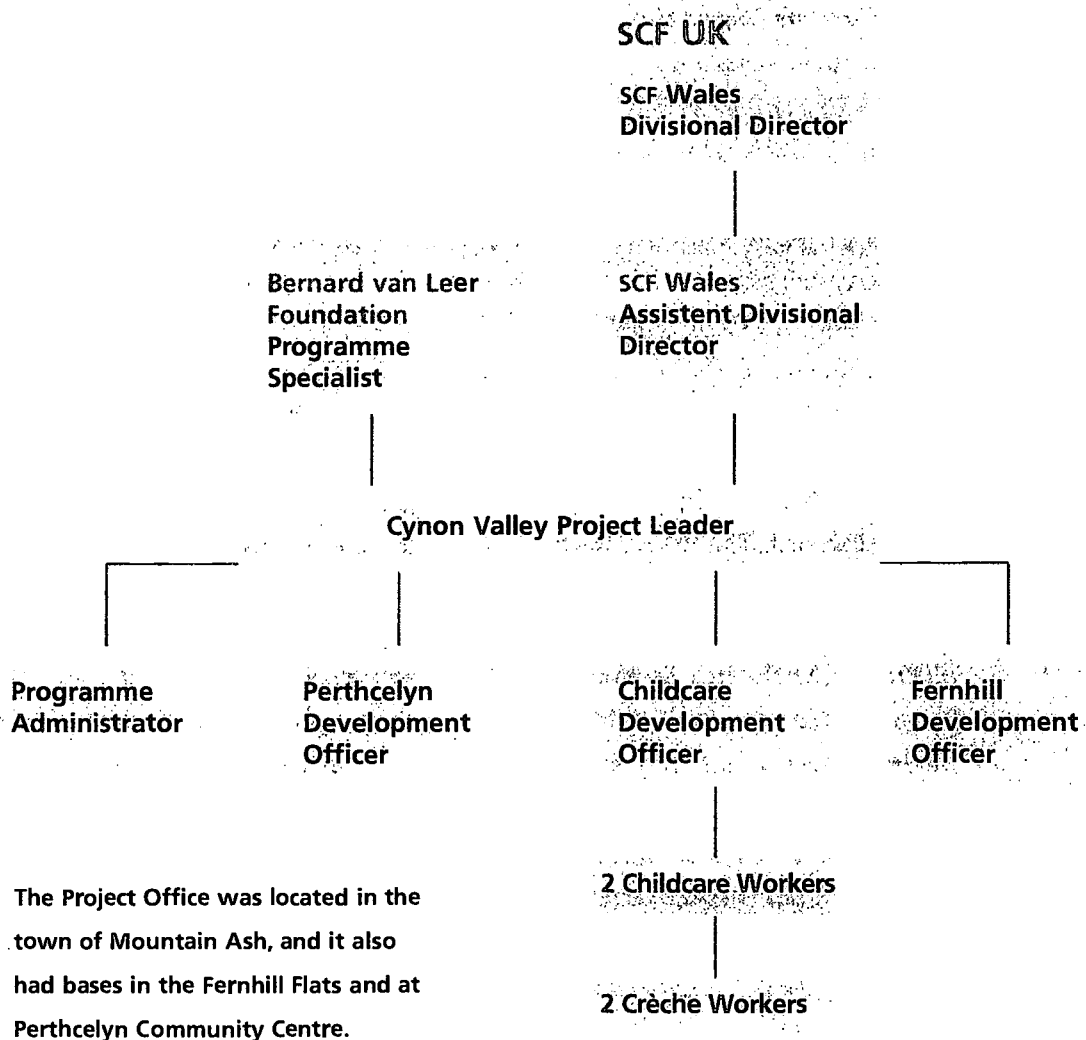 SCF UK
SCF Wales
Divisional Director
Bernard van Leer
Foundation
Programme
Specialist
SCF Wales
Assistent Divisional
Director
Cynon Valley Project Leader
Programme
Administrator
Perthcelyn
Development
Officer
Childcare
Development
Officer
Fernhill
Development
Officer
2 Childcare Workers
2 Crèche Workers
The Project Office was located in the
town of Mountain Ash, and it also
had bases in the Fernhill Flats and at
Perthcelyn Community Centre.